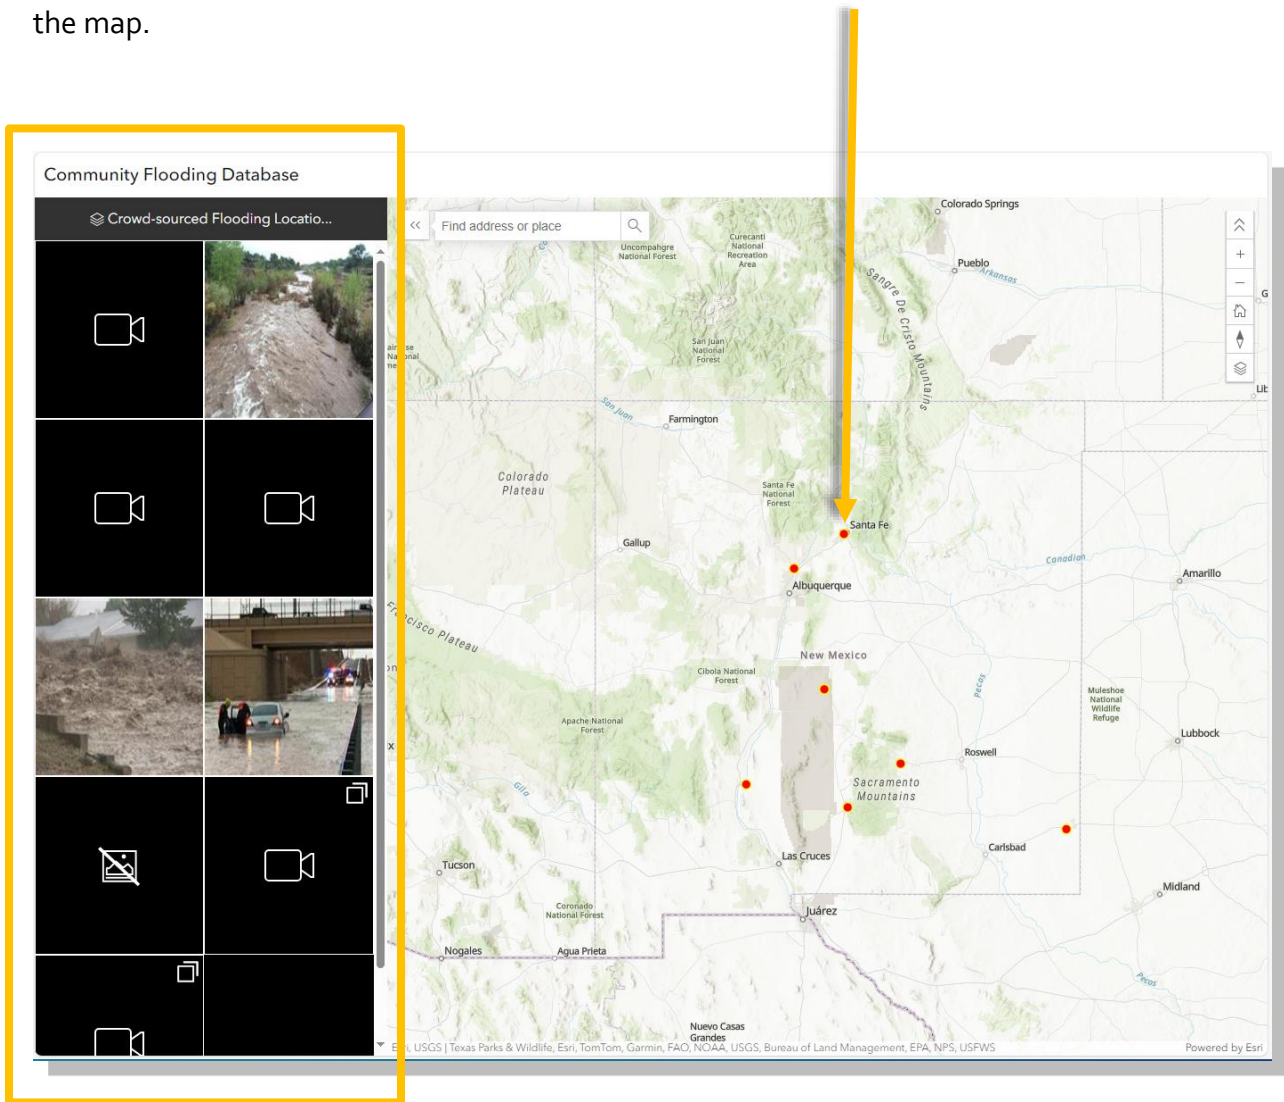 the map.
Community Flooding Database
Crowd-sourced Flooding Locatio...
Find address or place
Colorado Springs
Curecanti
National
Recreation
Area
Uncompahgre
National Forest
Pueblo
Arkansas
Sangre De Cristo Mountains
San Juan
National
Forest
San Juan
Farmington
Colorado
Plateau
Santa Fe
National
Forest
Santa Fe
Gallup
Canadian
Amarillo
Albuquerque
Francisco Plateau
New Mexico
Cibola National
Forest
Pecos
Muleshoe
National
Wildlife
Refuge
Apache National
Forest
Lubbock
Roswell
Gila
Sacramento
Mountains
Carlsbad
Las Cruces
Tucson
Midland
Coronado
National Forest
Juárez
Nogales
Agua Prieta
Pecos
Nuevo Casas
Grandes
Esri, USGS | Texas Parks & Wildlife, Esri, TomTom, Garmin, FAO, NOAA, USGS, Bureau of Land Management, EPA, NPS, USFWS
Powered by Esri